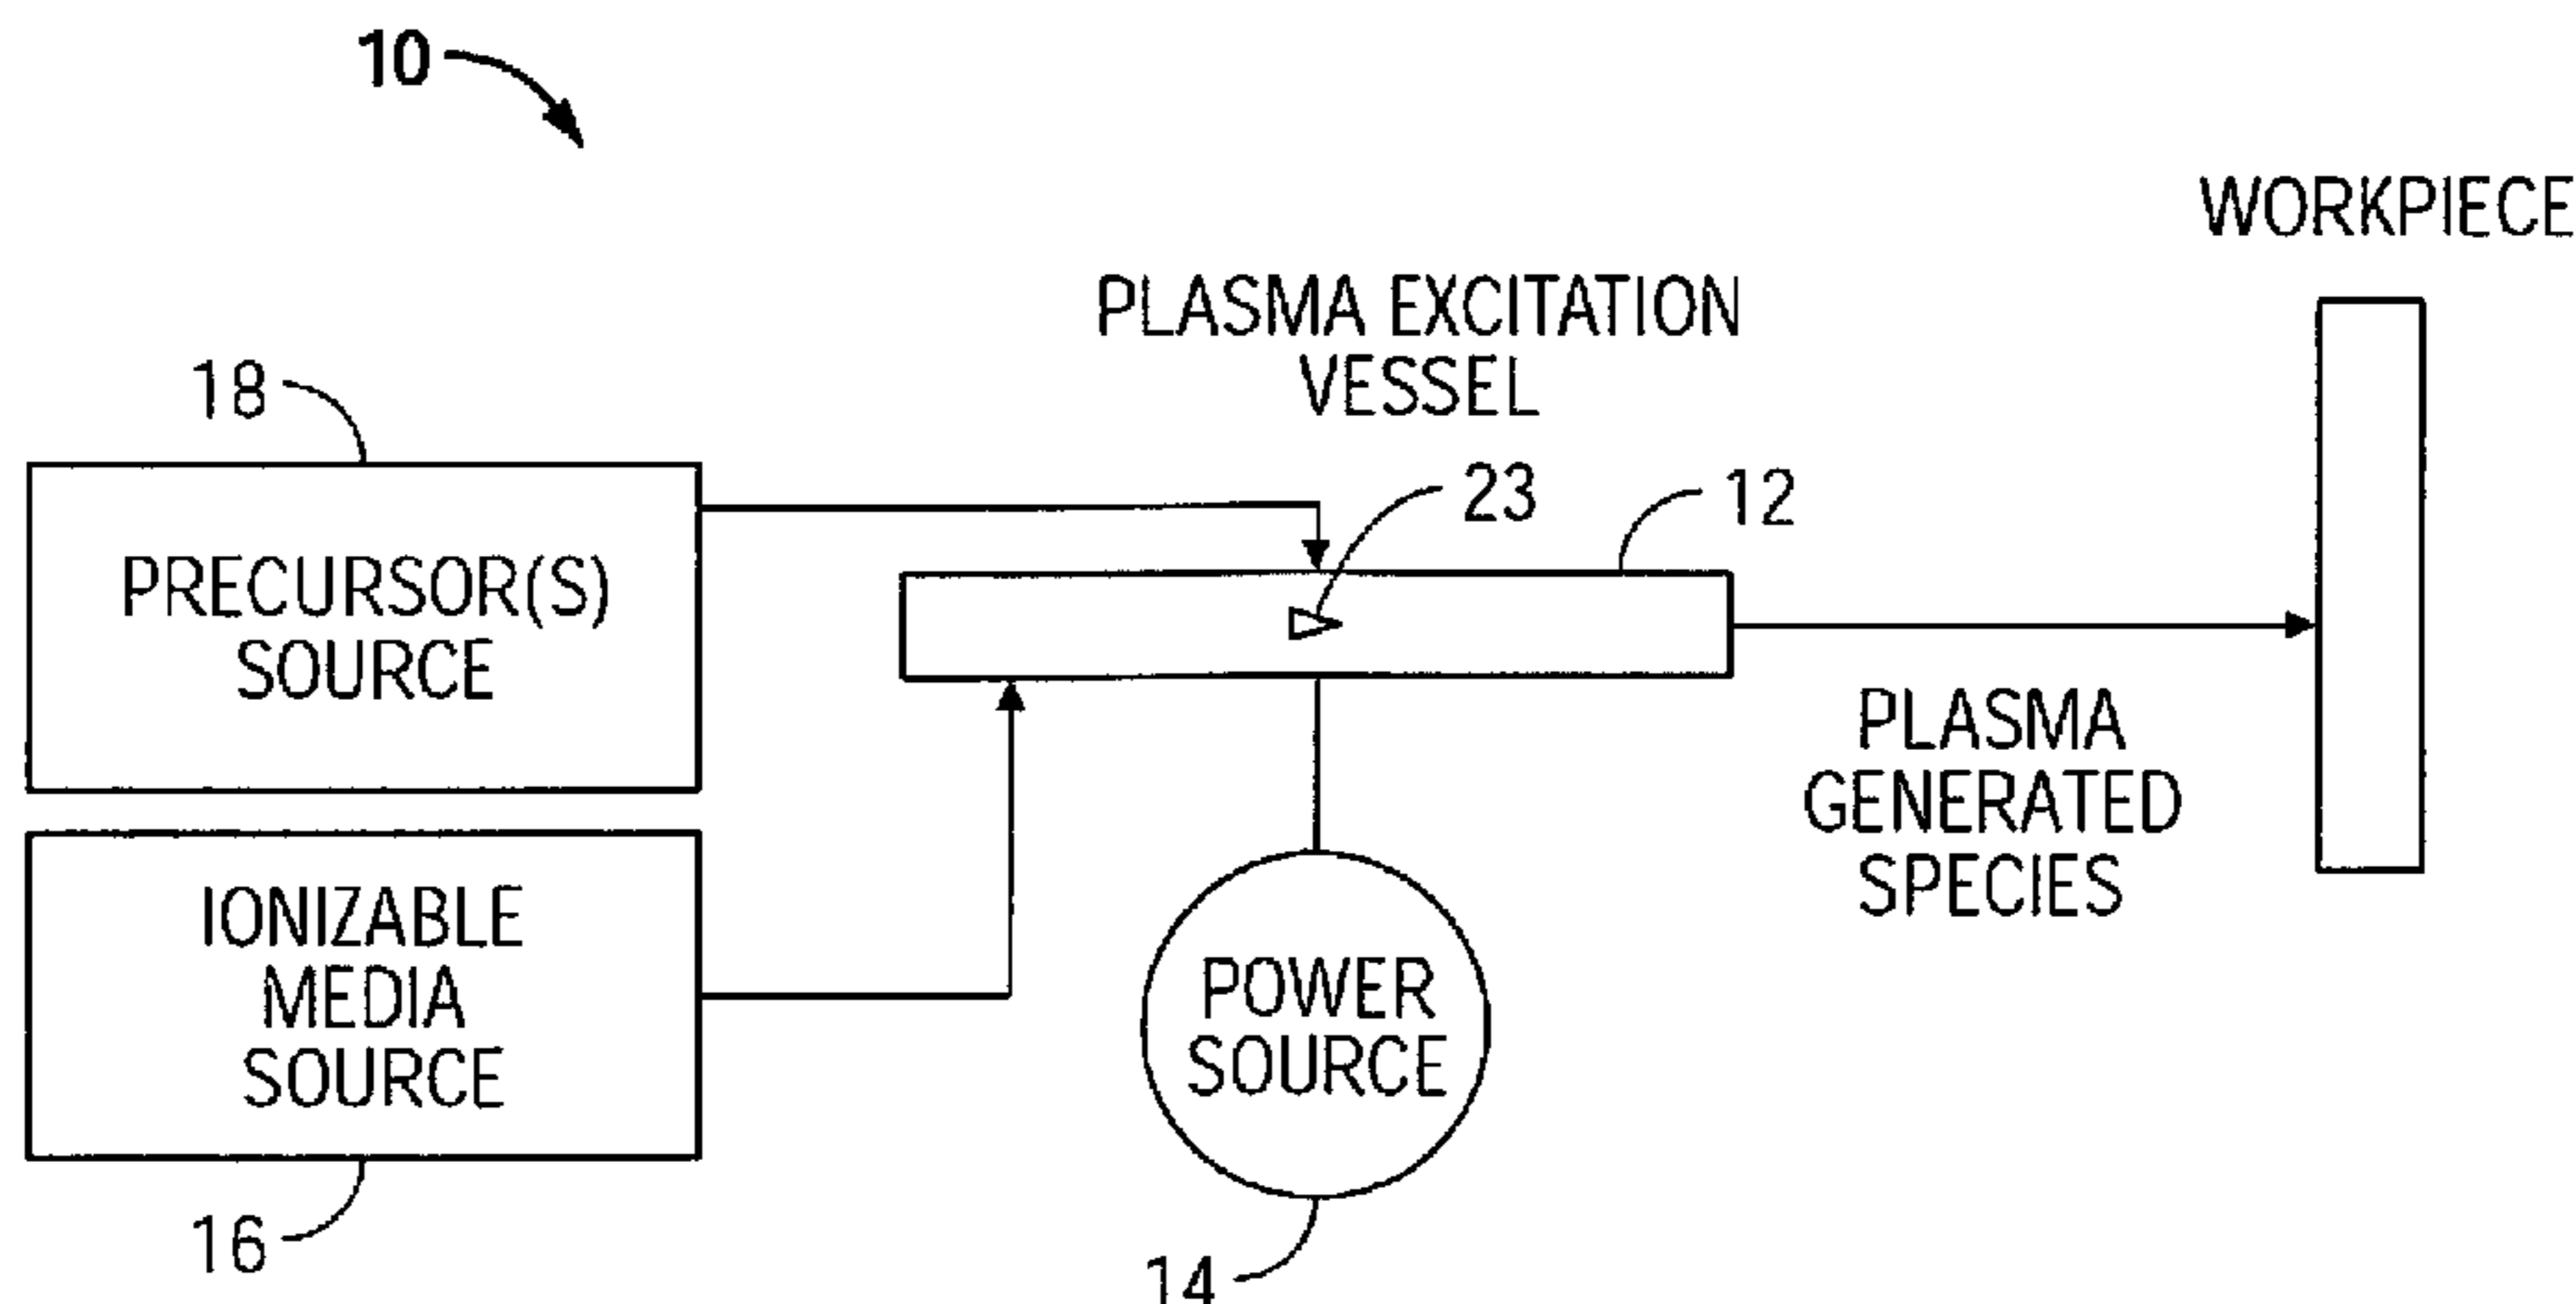 10
WORKPIECE
PLASMA EXCITATION
VESSEL
18
23
12
PRECURSOR(S)
SOURCE
PLASMA
GENERATED
SPECIES
IONIZABLE
MEDIA
SOURCE
POWER
SOURCE
16
14